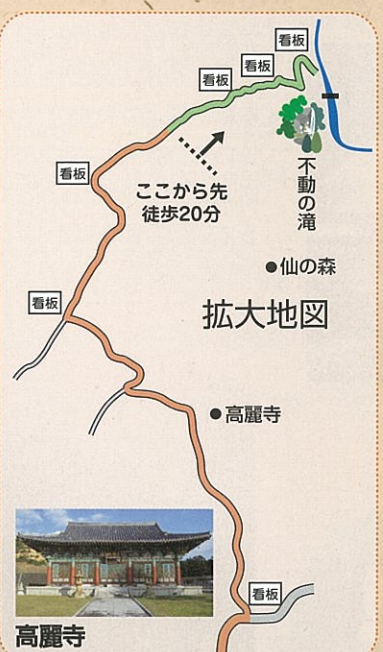 看板
看板
看板
看板
ここから先
徒歩20分
不動の滝
●仙の森
拡大地図
看板
●高麗寺
看板
高麗寺